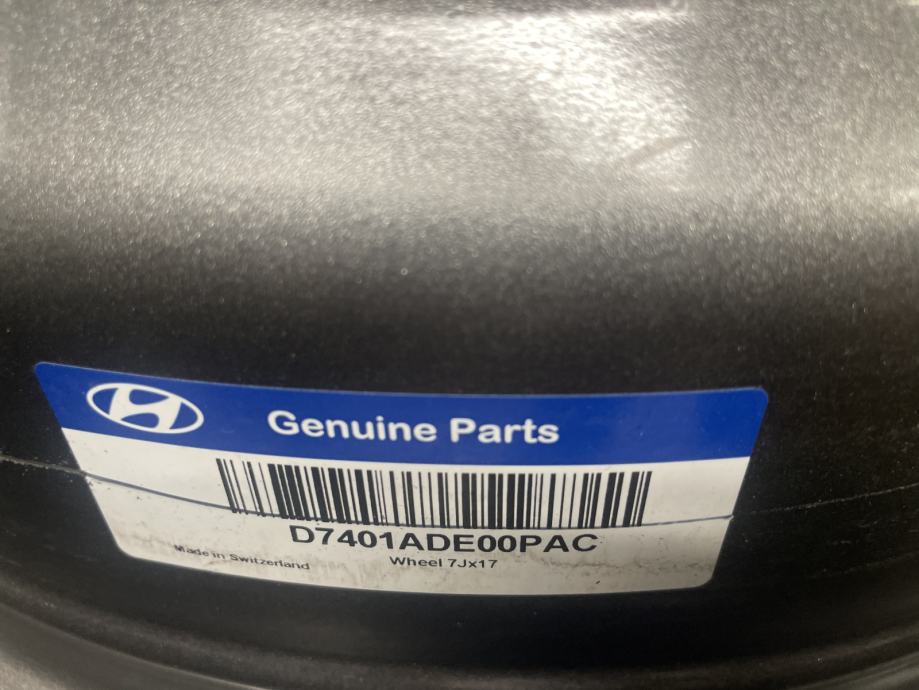 Genuine Parts
D7401ADE00PAC
Wheel 7Jx17
Made in Switzerland